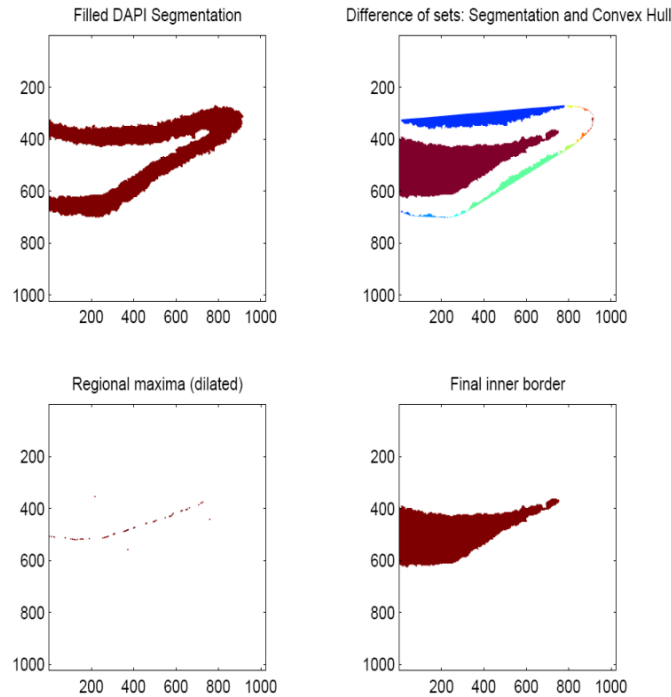 Filled DAPI Segmentation
Difference of sets: Segmentation and Convex Hull
200
400
600
800
1000
200 400 600 800 1000
200
400
600
800
1000
200 400 600 800 1000
Regional maxima (dilated)
Final inner border
200
400
600
800
1000
200 400 600 800 1000
200
400
600
800
1000
200 400 600 800 1000